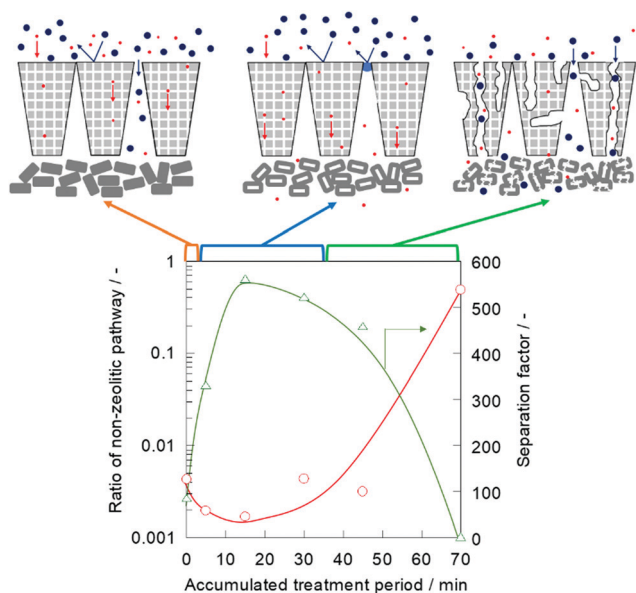 1
0.1
0.01
0.001
Ratio of non-zeolitic pathway / -
600
500
400
300
200
100
0
Separation factor / -
0 10 20 30 40 50 60 70
Accumulated treatment period / min